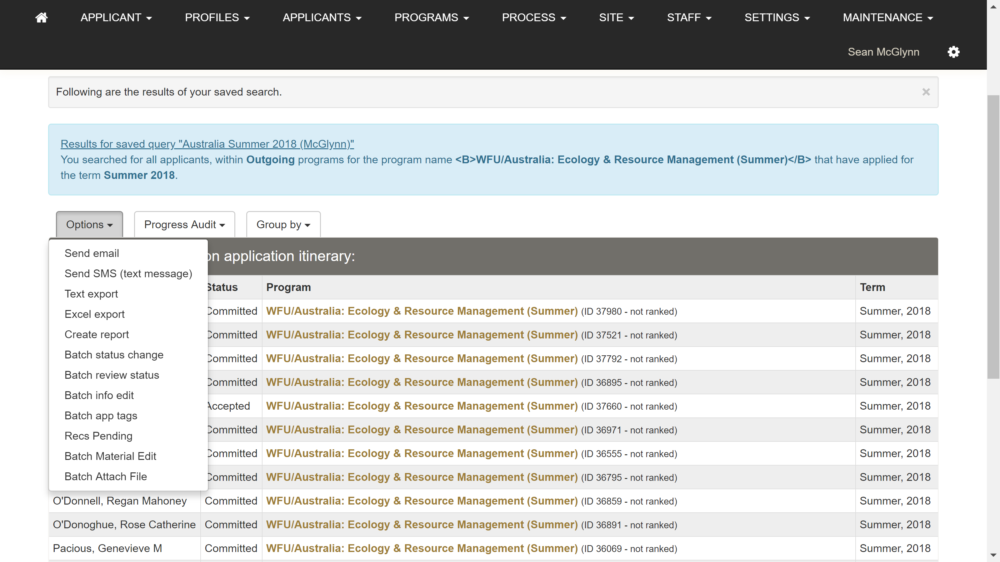 APPLICANT PROFILES APPLICANTS PROGRAMS PROCESS SITE STAFF SETTINGS MAINTENANCE
Sean McGlynn
Following are the results of your saved search. ×
Results for saved query "Australia Summer 2018 (McGlynn)"
You searched for all applicants, within Outgoing programs for the program name <B>WFU/Australia: Ecology & Resource Management (Summer)</B> that have applied for
the term Summer 2018.
Options Progress Audit Group by
Send email
Send SMS (text message)
Text export
Excel export
Create report
Batch status change
Batch review status
Batch info edit
Batch app tags
Recs Pending
Batch Material Edit
Batch Attach File
on application itinerary:
Status Program Term
Committed WFU/Australia: Ecology & Resource Management (Summer) (ID 37980 - not ranked) Summer, 2018
Committed WFU/Australia: Ecology & Resource Management (Summer) (ID 37521 - not ranked) Summer, 2018
Committed WFU/Australia: Ecology & Resource Management (Summer) (ID 37792 - not ranked) Summer, 2018
Committed WFU/Australia: Ecology & Resource Management (Summer) (ID 36895 - not ranked) Summer, 2018
Accepted WFU/Australia: Ecology & Resource Management (Summer) (ID 37660 - not ranked) Summer, 2018
Committed WFU/Australia: Ecology & Resource Management (Summer) (ID 36971 - not ranked) Summer, 2018
Committed WFU/Australia: Ecology & Resource Management (Summer) (ID 36555 - not ranked) Summer, 2018
Committed WFU/Australia: Ecology & Resource Management (Summer) (ID 36795 - not ranked) Summer, 2018
O'Donnell, Regan Mahoney Committed WFU/Australia: Ecology & Resource Management (Summer) (ID 36859 - not ranked) Summer, 2018
O'Donoghue, Rose Catherine Committed WFU/Australia: Ecology & Resource Management (Summer) (ID 36891 - not ranked) Summer, 2018
Pacious, Genevieve M Committed WFU/Australia: Ecology & Resource Management (Summer) (ID 36069 - not ranked) Summer, 2018